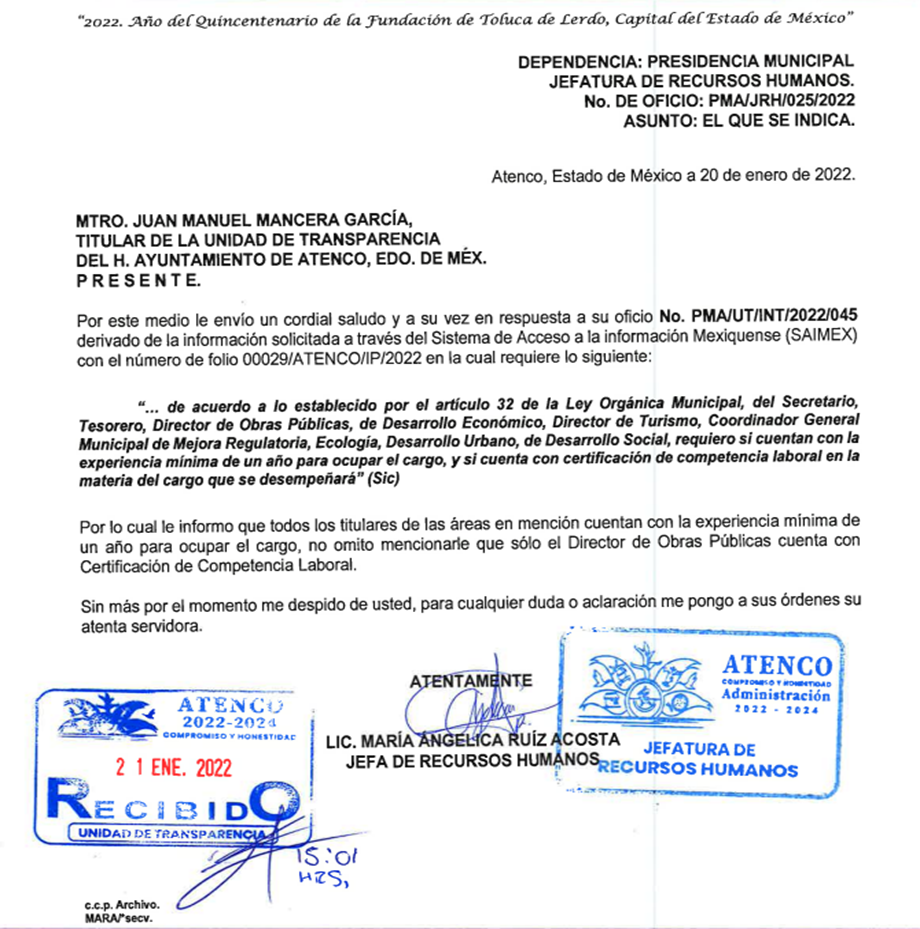 "2022. Año del Quincentenario de la Fundación de Toluca de Lerdo, Capital del Estado de México"
DEPENDENCIA: PRESIDENCIA MUNICIPAL
JEFATURA DE RECURSOS HUMANOS.
No. DE OFICIO: PMA/JRH/025/2022
ASUNTO: EL QUE SE INDICA.
Atenco, Estado de México a 20 de enero de 2022.
MTRO. JUAN MANUEL MANCERA GARCÍA,
TITULAR DE LA UNIDAD DE TRANSPARENCIA
DEL H. AYUNTAMIENTO DE ATENCO, EDO. DE MÉX.
P R E S E N T E.
Por este medio le envío un cordial saludo y a su vez en respuesta a su oficio No. PMA/UT/INT/2022/045
derivado de la información solicitada a través del Sistema de Acceso a la información Mexiquense (SAIMEX)
con el número de folio 00029/ATENCO/IP/2022 en la cual requiere lo siguiente:
"... de acuerdo a lo establecido por el artículo 32 de la Ley Orgánica Municipal, del Secretario,
Tesorero, Director de Obras Públicas, de Desarrollo Económico, Director de Turismo, Coordinador General
Municipal de Mejora Regulatoria, Ecología, Desarrollo Urbano, de Desarrollo Social, requiero si cuentan con la
experiencia mínima de un año para ocupar el cargo, y si cuenta con certificación de competencia laboral en la
materia del cargo que se desempeñará" (Sic)
Por lo cual le informo que todos los titulares de las áreas en mención cuentan con la experiencia mínima de
un año para ocupar el cargo, no omito mencionarle que sólo el Director de Obras Públicas cuenta con
Certificación de Competencia Laboral.
Sin más por el momento me despido de usted, para cualquier duda o aclaración me pongo a sus órdenes su
atenta servidora.
ATENTAMENTE
LIC. MARÍA ANGÉLICA RUÍZ ACOSTA
JEFA DE RECURSOS HUMANOS
ATENCO
COMPROMISO Y HONESTIDAD
Administración
2022 - 2024
JEFATURA DE
RECURSOS HUMANOS
ATENCO
2022-2024
COMPROMISO Y HONESTIDAD
2 1 ENE. 2022
RECIBIDO
UNIDAD DE TRANSPARENCIA
15:01
HRS,
c.c.p. Archivo.
MARA/*secv.